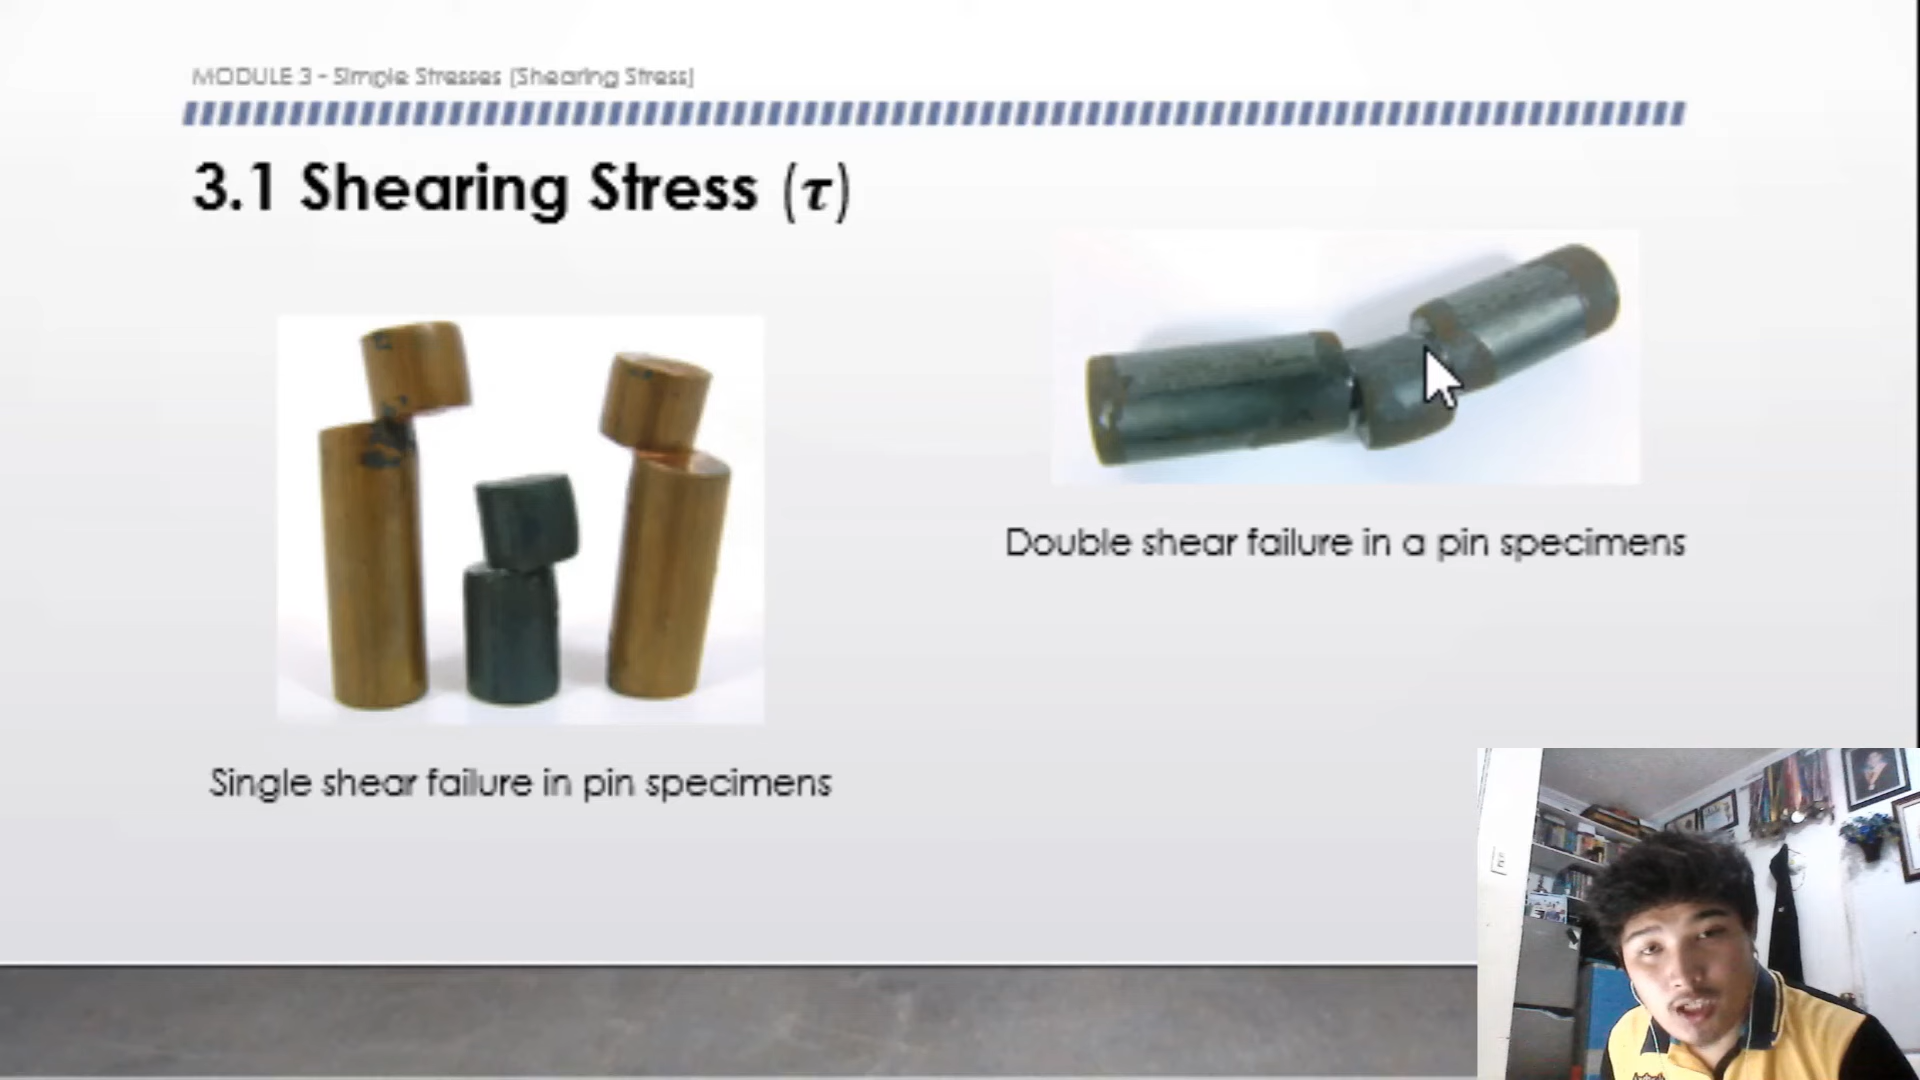 MODULE 3 - Simple Stresses (Shearing Stress)
3.1 Shearing Stress (τ)
Double shear failure in a pin specimens
Single shear failure in pin specimens